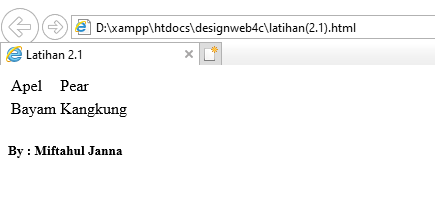 D:\xampp\htdocs\designweb4c\latihan(2.1).html
Latihan 2.1
Apel Pear
Bayam Kangkung
By : Miftahul Janna